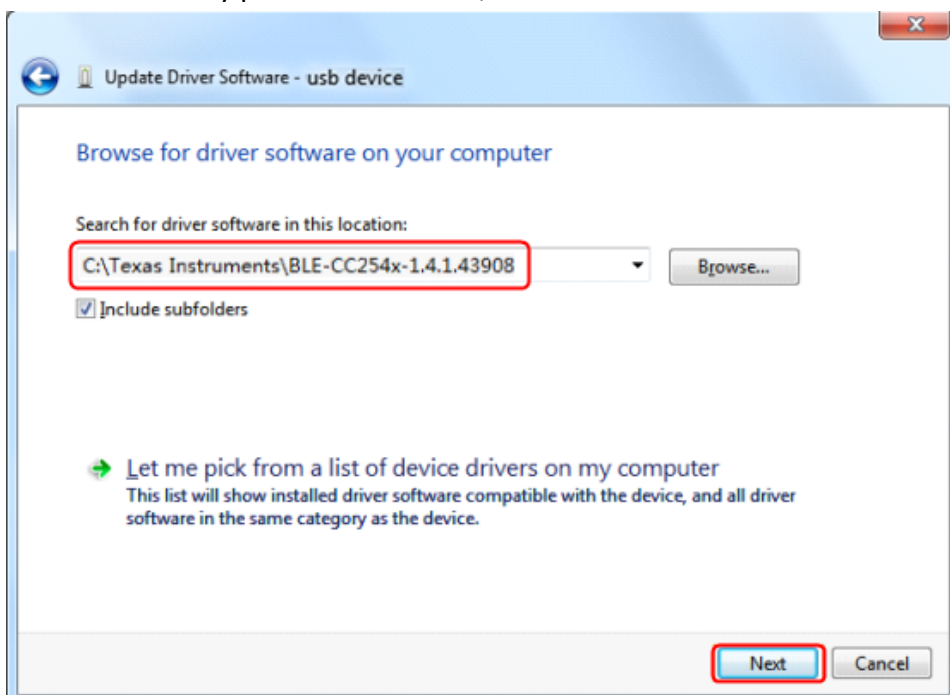 Update Driver Software - usb device
Browse for driver software on your computer
Search for driver software in this location:
C:\Texas Instruments\BLE-CC254x-1.4.1.43908
Browse...
Include subfolders
Let me pick from a list of device drivers on my computer
This list will show installed driver software compatible with the device, and all driver
software in the same category as the device.
Next
Cancel